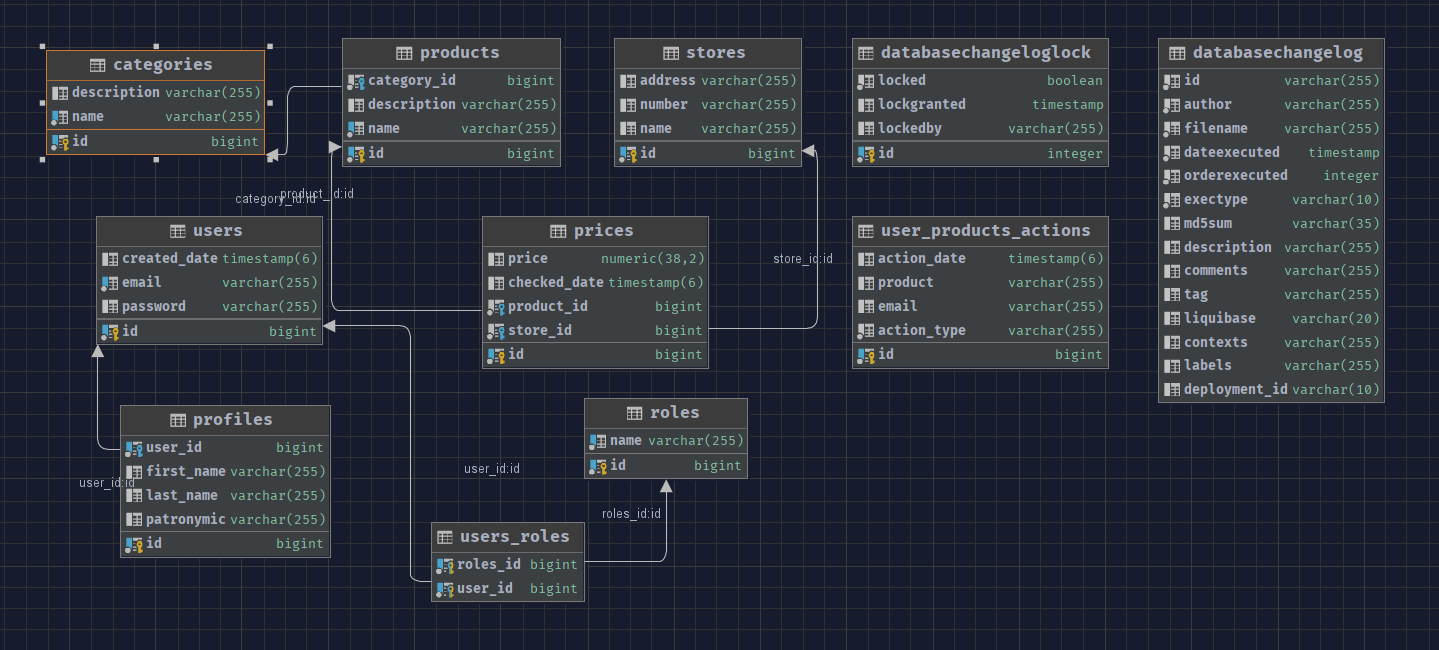 categories
description varchar(255)
name varchar(255)
id bigint
products
category_id bigint
description varchar(255)
name varchar(255)
id bigint
stores
address varchar(255)
number varchar(255)
name varchar(255)
id bigint
databasechangeloglock
locked boolean
lockgranted timestamp
lockedby varchar(255)
id integer
databasechangelog
id varchar(255)
author varchar(255)
filename varchar(255)
dateexecuted timestamp
orderexecuted integer
exectype varchar(10)
md5sum varchar(35)
description varchar(255)
comments varchar(255)
tag varchar(255)
liquibase varchar(20)
contexts varchar(255)
labels varchar(255)
deployment_id varchar(10)
category_id:id
product_id:id
users
created_date timestamp(6)
email varchar(255)
password varchar(255)
id bigint
prices
price numeric(38,2)
checked_date timestamp(6)
product_id bigint
store_id bigint
id bigint
store_id:id
user_products_actions
action_date timestamp(6)
product varchar(255)
email varchar(255)
action_type varchar(255)
id bigint
profiles
user_id bigint
first_name varchar(255)
last_name varchar(255)
patronymic varchar(255)
id bigint
user_id:id
roles
name varchar(255)
id bigint
user_id:id
roles_id:id
users_roles
roles_id bigint
user_id bigint